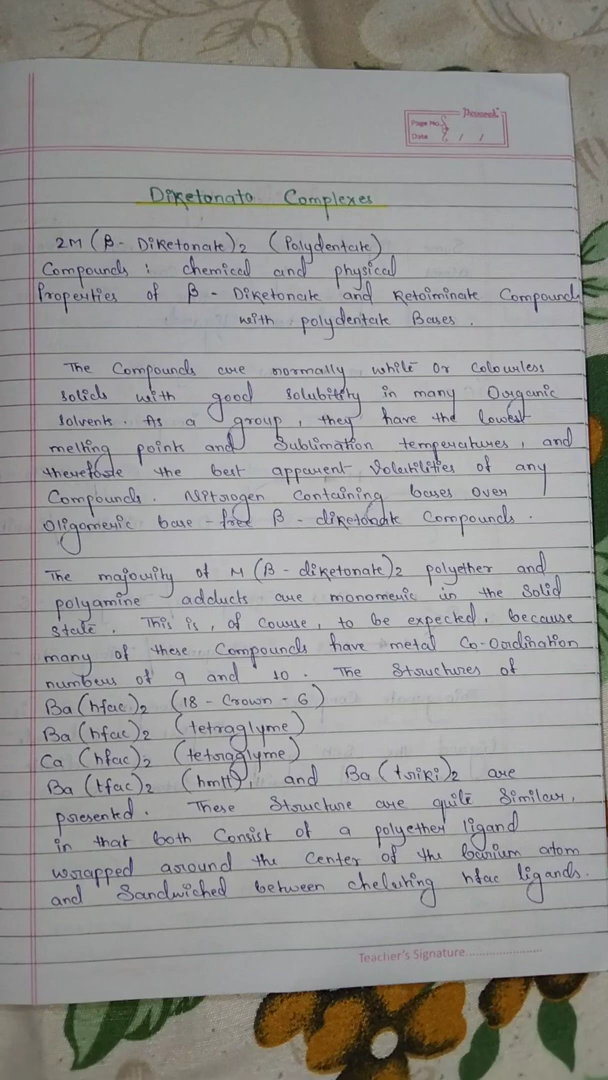 Personal
Page No.
Date / /
Diketonato Complexes
2M (β - Diketonate)2 (Polydentate)
Compounds : chemical and physical
Properties of β - Diketonate and Ketoiminate Compounds
with polydentate Bases .
The Compounds are normally white or Colourless
solids with good solubility in many Organic
solvents . As a group , they have the lowest
melting points and Sublimation temperatures , and
therefore the best apparent Volatilities of any
Compounds . Nitrogen containing bases over
Oligomeric base - free β - diketonate Compounds .
The majority of M (β - diketonate)2 polyether and
polyamine adducts are monomeric in the Solid
state . This is , of Course , to be expected , because
many of these Compounds have metal Co-Oordination
numbers of 9 and 10 . The Structures of
Ba (hfac)2 (18 - Crown - 6)
Ba (hfac)2 (tetraglyme)
Ca (hfac)2 (tetraglyme)
Ba (tfac)2 (hmtt), and Ba (triki)2 are
presented . These Structure are quite Similar ,
in that both Consist of a polyether ligand
wrapped around the Center of the barium atom
and Sandwiched between chelating hfac ligands .
Teacher's Signature........................